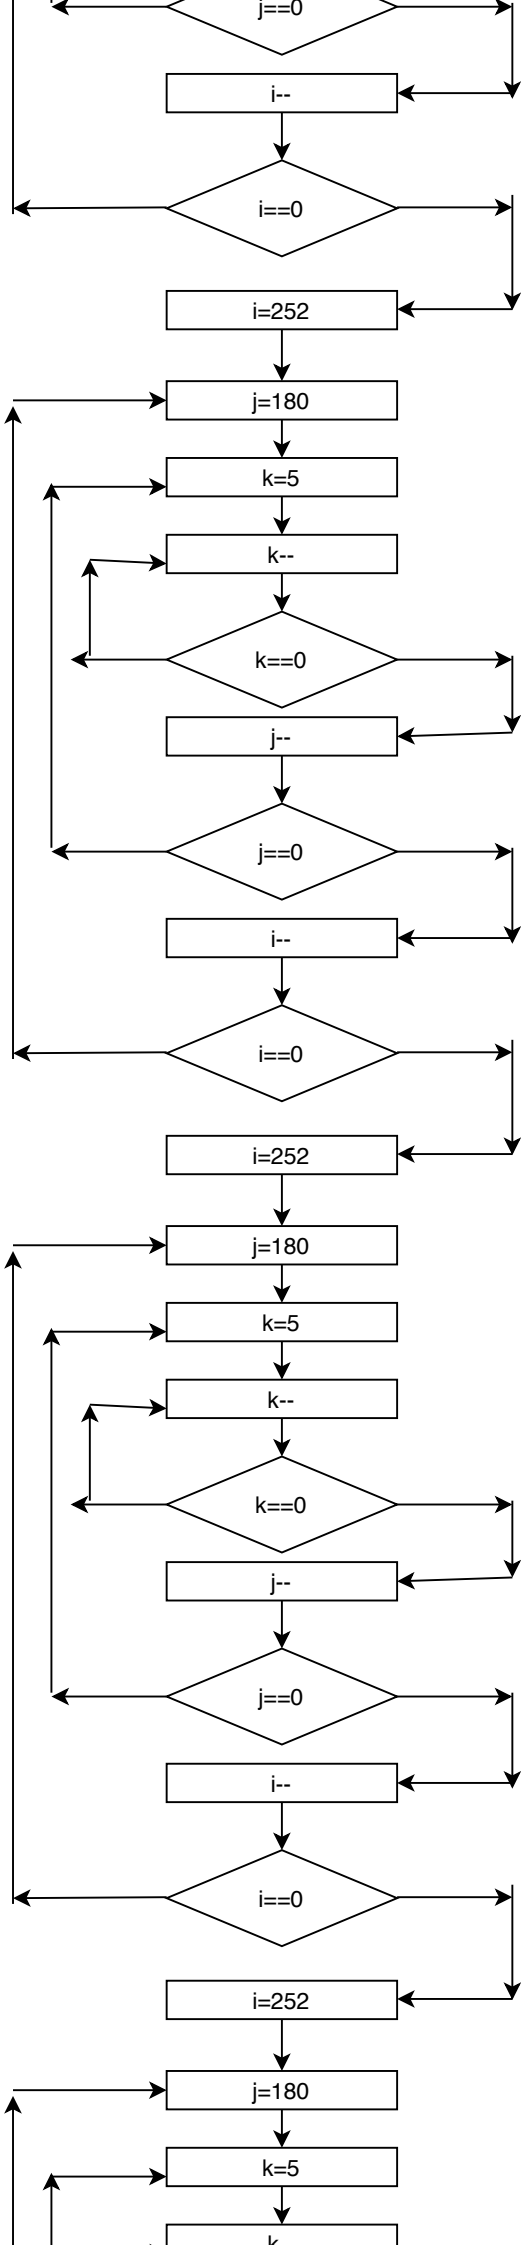 j==0
i--
i==0
i=252
j=180
k=5
k--
k==0
j--
j==0
i--
i==0
i=252
j=180
k=5
k--
k==0
j--
j==0
i--
i==0
i=252
j=180
k=5